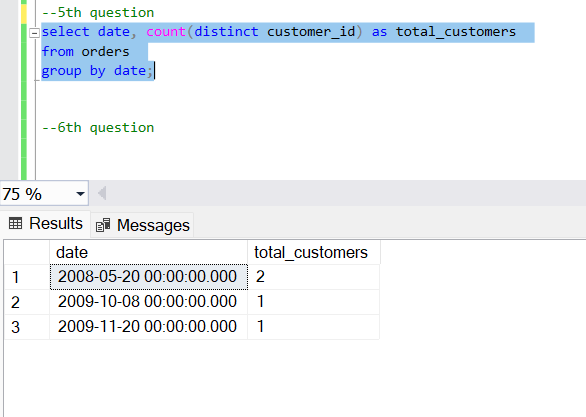 --5th question
select date, count(distinct customer_id) as total_customers
from orders
group by date;
--6th question
75 %
Results Messages
date total_customers
1 2008-05-20 00:00:00.000 2
2 2009-10-08 00:00:00.000 1
3 2009-11-20 00:00:00.000 1